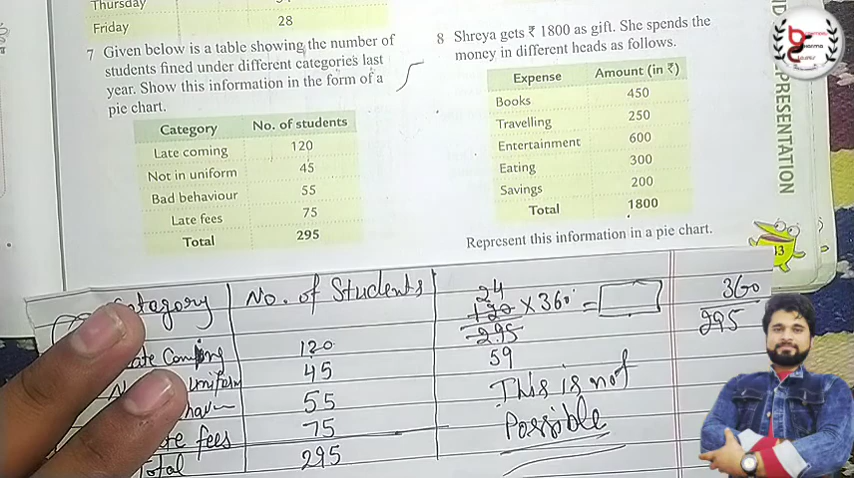 Thursday
Friday 28
7 Given below is a table showing the number of
students fined under different categories last
year. Show this information in the form of a
pie chart.
Category No. of students
Late coming 120
Not in uniform 45
Bad behaviour 55
Late fees 75
Total 295
8 Shreya gets ₹ 1800 as gift. She spends the
money in different heads as follows.
Expense Amount (in ₹)
Books 450
Travelling 250
Entertainment 600
Eating 300
Savings 200
Total 1800
Represent this information in a pie chart.
PRESENTATION
No. of Students
120
45
55
75
295
fees
Total
24
120 × 360° =
295
59
This is not
Possible
360
295